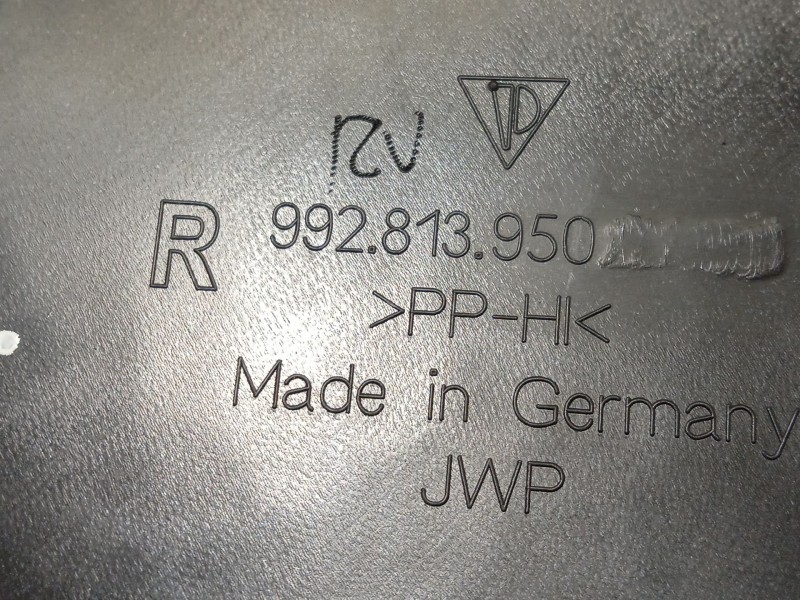 R 992.813.950
>PP-HI<
Made in Germany
JWP